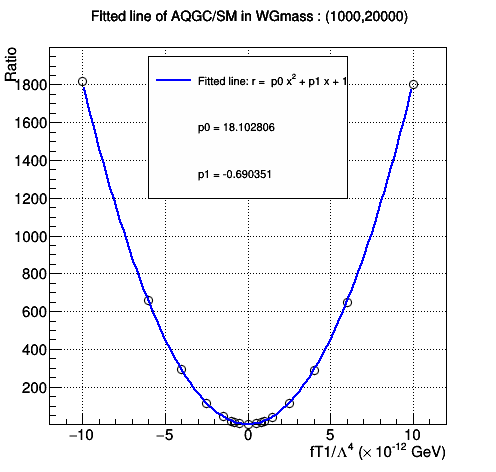 FItted line of AQGC/SM in WGmass : (1000,20000)
Ratio
Fitted line: r = p0 x² + p1 x + 1
p0 = 18.102806
p1 = -0.690351
1800
1600
1400
1200
1000
800
600
400
200
−10 −5 0 5 10
fT1/Λ⁴ (× 10⁻¹² GeV)